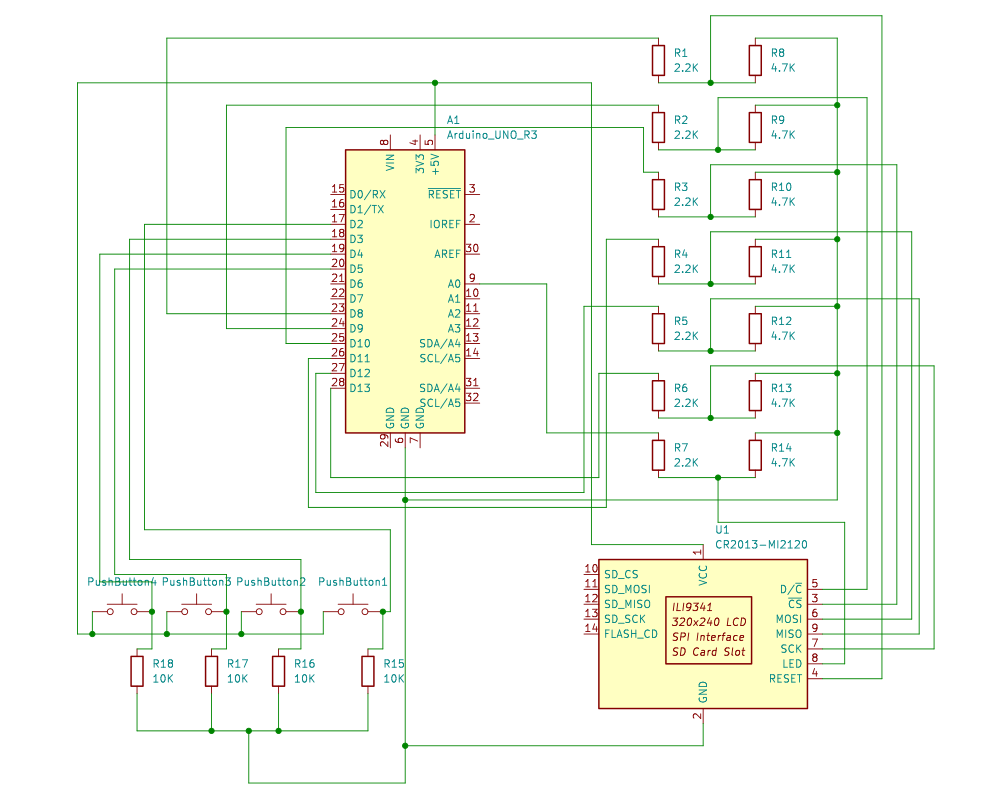 R1
2.2K
R8
4.7K
A1
Arduino_UNO_R3
R2
2.2K
R9
4.7K
8
4
5
VIN
3V3
+5V
15 D0/RX
16 D1/TX
17 D2
18 D3
19 D4
20 D5
21 D6
22 D7
23 D8
24 D9
25 D10
26 D11
27 D12
28 D13
RESET 3
IOREF 2
AREF 30
A0 9
A1 10
A2 11
A3 12
SDA/A4 13
SCL/A5 14
SDA/A4 31
SCL/A5 32
GND
GND
GND
29
6
7
R3
2.2K
R10
4.7K
R4
2.2K
R11
4.7K
R5
2.2K
R12
4.7K
R6
2.2K
R13
4.7K
R7
2.2K
R14
4.7K
U1
CR2013-MI2120
1
VCC
10 SD_CS
11 SD_MOSI
12 SD_MISO
13 SD_SCK
14 FLASH_CD
ILI9341
320x240 LCD
SPI Interface
SD Card Slot
D/C 5
CS 3
MOSI 6
MISO 9
SCK 7
LED 8
RESET 4
GND
2
PushButton4
PushButton3
PushButton2
PushButton1
R18
10K
R17
10K
R16
10K
R15
10K